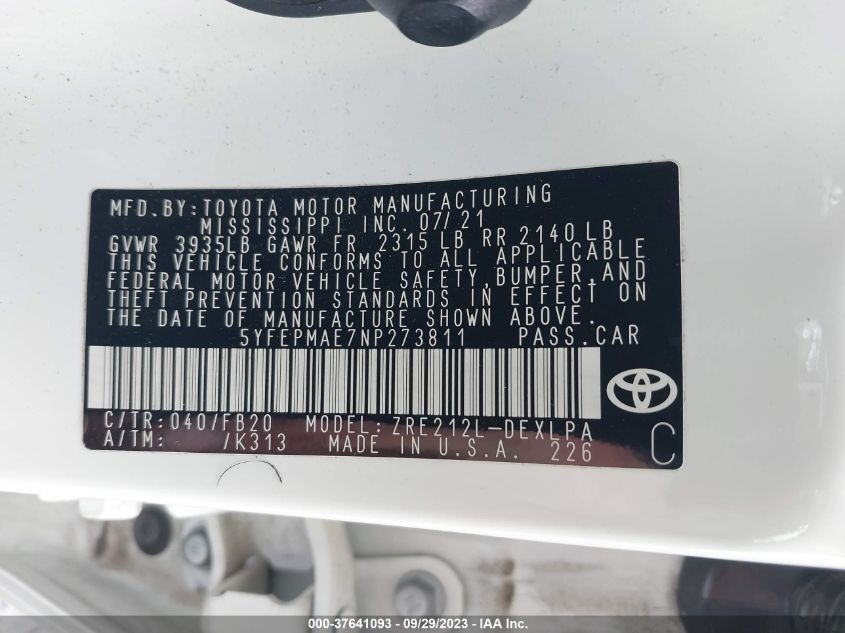 MFD.BY:TOYOTA MOTOR MANUFACTURING
MISSISSIPPI INC. 07/21
GVWR 3935LB GAWR FR 2315 LB RR 2140 LB
THIS VEHICLE CONFORMS TO ALL APPLICABLE
FEDERAL MOTOR VEHICLE SAFETY,BUMPER,AND
THEFT PREVENTION STANDARDS IN EFFECT ON
THE DATE OF MANUFACTURE SHOWN ABOVE.
5YFEPMAE7NP273811 PASS.CAR
C/TR:040/FB20 MODEL:ZRE212L-DEXLPA
A/TM: /K313 MADE IN U.S.A. 226 C
000-37641093 - 09/29/2023 - IAA Inc.